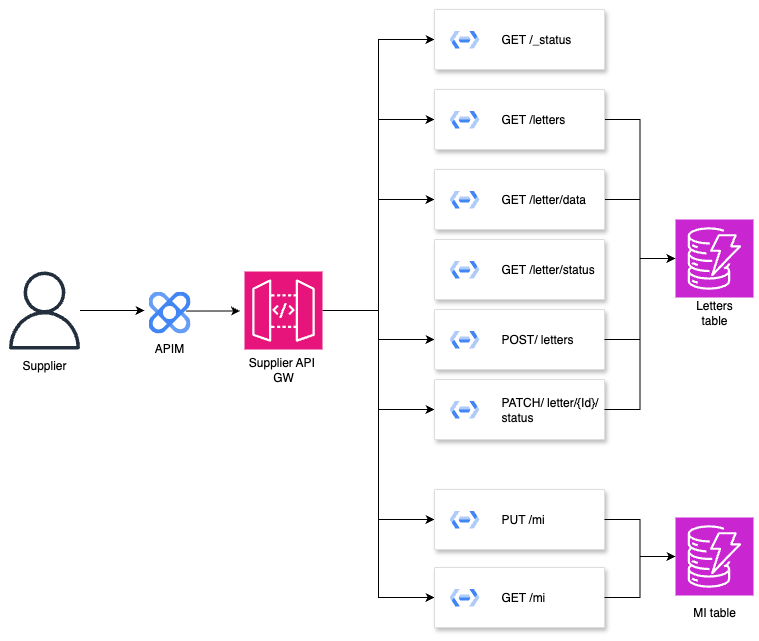 GET /_status
GET /letters
GET /letter/data
GET /letter/status
POST/ letters
PATCH/ letter/{Id}/
status
PUT /mi
GET /mi
Supplier
APIM
</>
Supplier API
GW
Letters
table
MI table